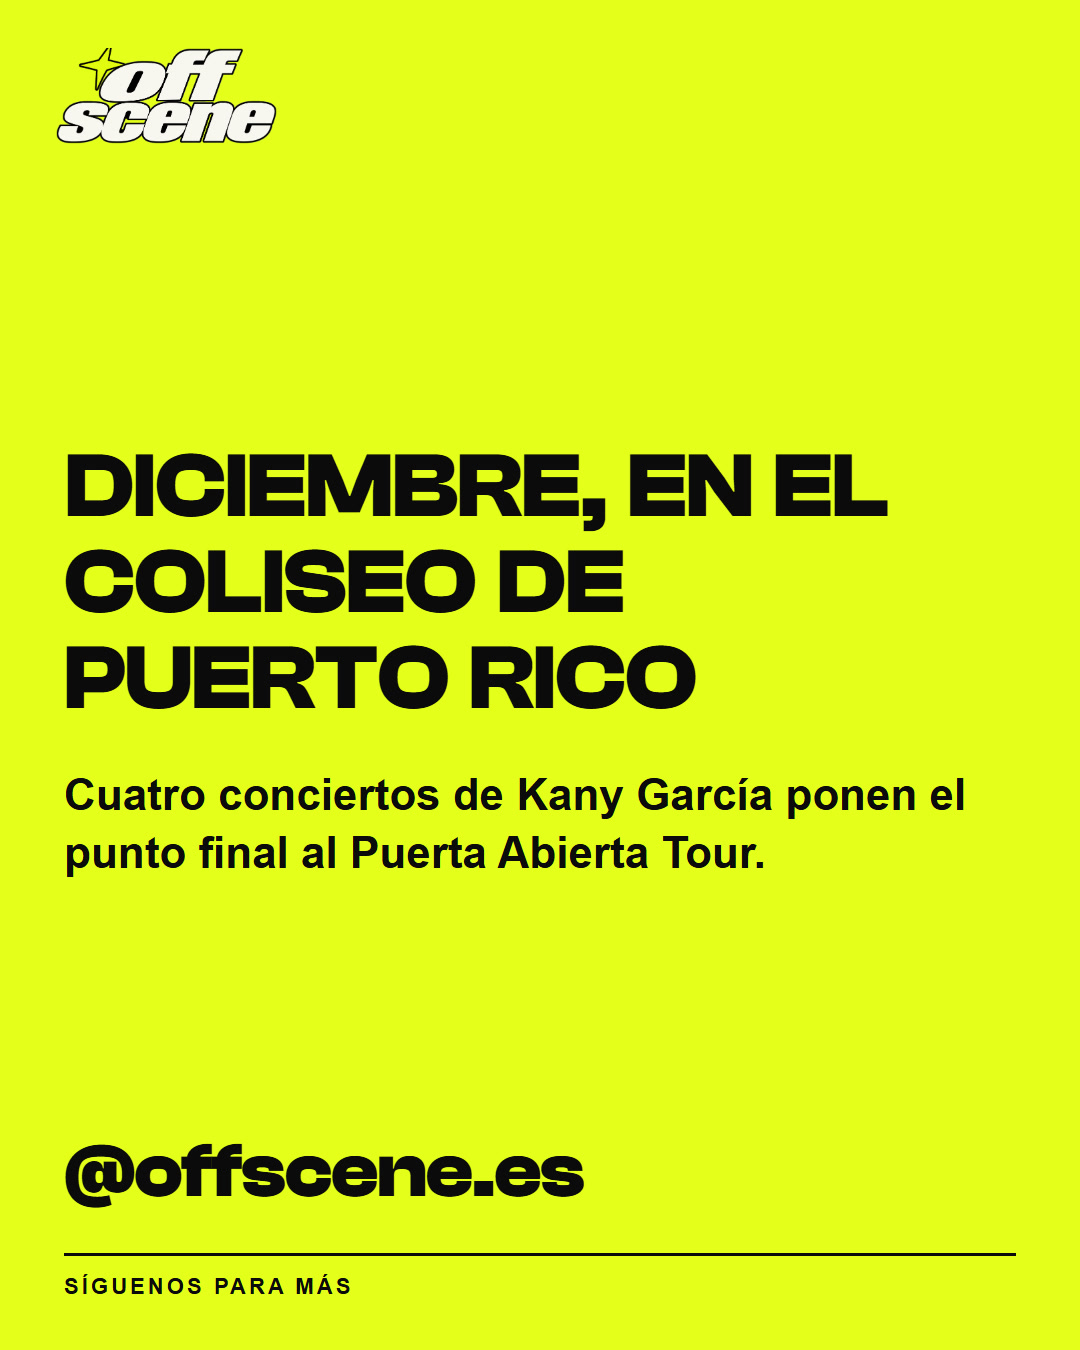 off
scene
DICIEMBRE, EN EL
COLISEO DE
PUERTO RICO
Cuatro conciertos de Kany García ponen el
punto final al Puerta Abierta Tour.
@offscene.es
SÍGUENOS PARA MÁS